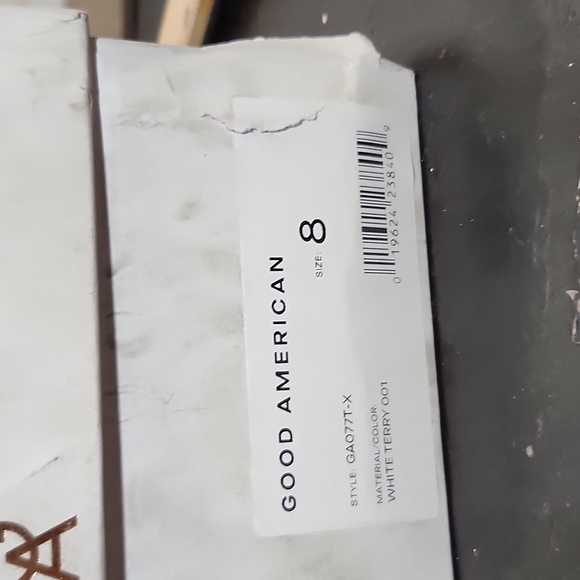 GOOD AMERICAN
SIZE: 8
STYLE: GA077T-X
MATERIAL/COLOR:
WHITE TERRY 001
0 19624 23840 9